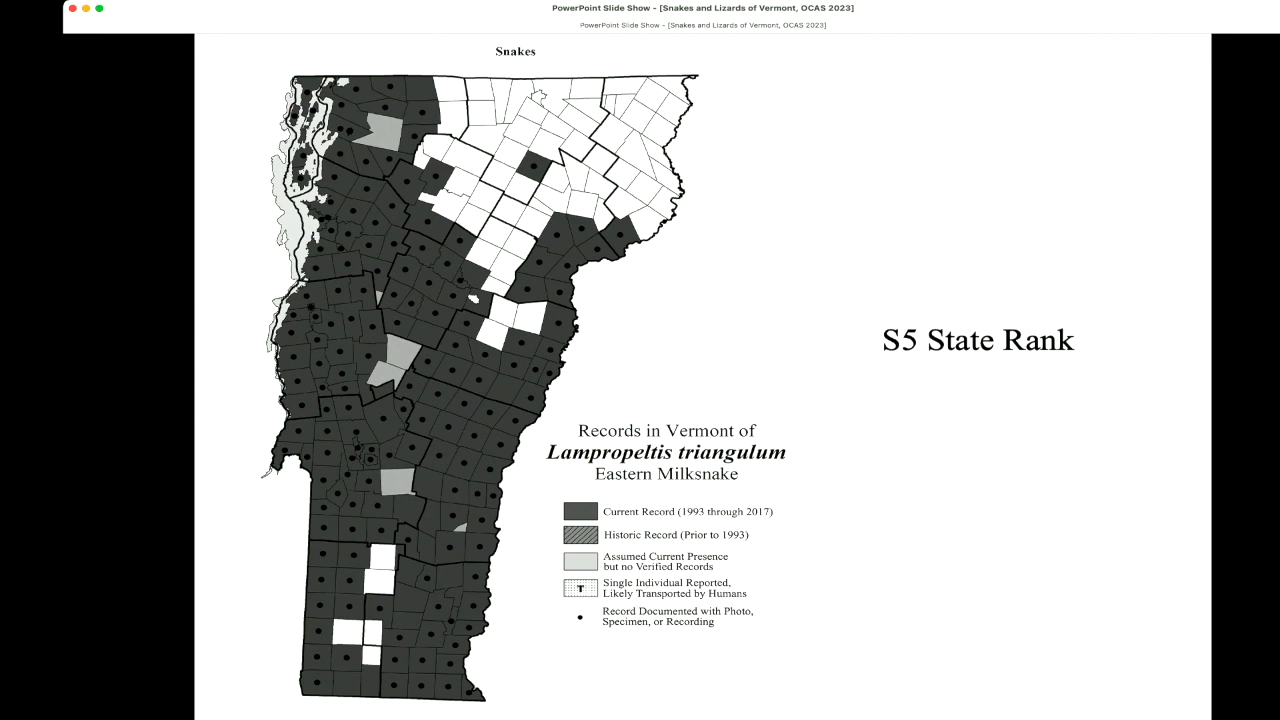 PowerPoint Slide Show - [Snakes and Lizards of Vermont, OCAS 2023]
PowerPoint Slide Show - [Snakes and Lizards of Vermont, OCAS 2023]
Snakes
S5 State Rank
Records in Vermont of
Lampropeltis triangulum
Eastern Milksnake
Current Record (1993 through 2017)
Historic Record (Prior to 1993)
Assumed Current Presence
but no Verified Records
T
Single Individual Reported,
Likely Transported by Humans
Record Documented with Photo,
Specimen, or Recording